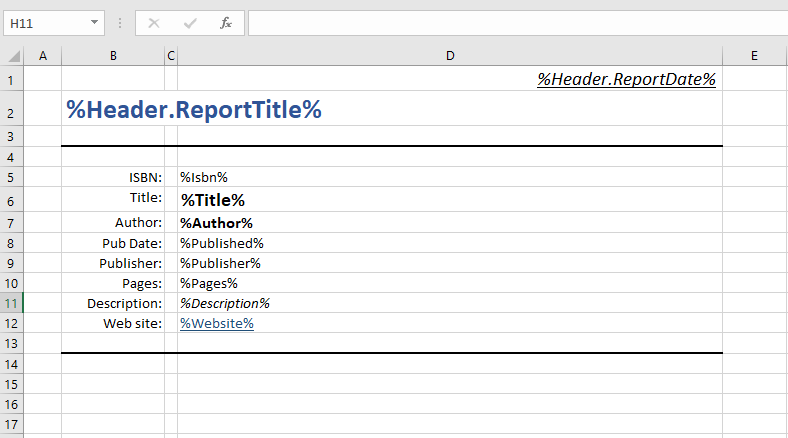 H11 fx
A B C D E
1 %Header.ReportDate%
2 %Header.ReportTitle%
3
4
5 ISBN: %Isbn%
6 Title: %Title%
7 Author: %Author%
8 Pub Date: %Published%
9 Publisher: %Publisher%
10 Pages: %Pages%
11 Description: %Description%
12 Web site: %Website%
13
14
15
16
17